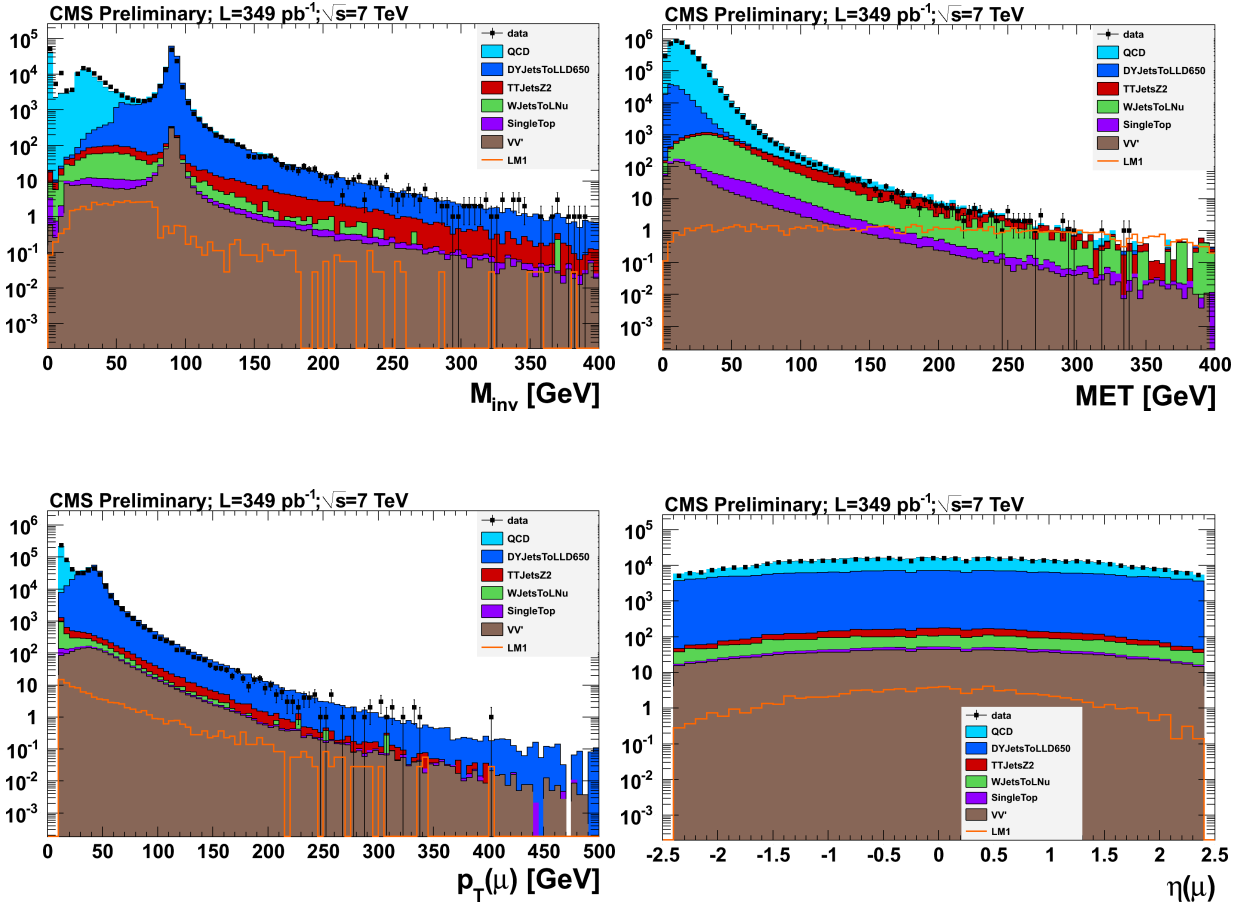 CMS Preliminary; L=349 pb⁻¹;√s=7 TeV
10⁵
10⁴
10³
10²
10
1
10⁻¹
10⁻²
10⁻³
data
QCD
DYJetsToLLD650
TTJetsZ2
WJetsToLNu
SingleTop
VV'
LM1
0 50 100 150 200 250 300 350 400
M_inv [GeV]
CMS Preliminary; L=349 pb⁻¹;√s=7 TeV
10⁶
10⁵
10⁴
10³
10²
10
1
10⁻¹
10⁻²
10⁻³
data
QCD
DYJetsToLLD650
TTJetsZ2
WJetsToLNu
SingleTop
VV'
LM1
0 50 100 150 200 250 300 350 400
MET [GeV]
CMS Preliminary; L=349 pb⁻¹;√s=7 TeV
10⁶
10⁵
10⁴
10³
10²
10
1
10⁻¹
10⁻²
10⁻³
data
QCD
DYJetsToLLD650
TTJetsZ2
WJetsToLNu
SingleTop
VV'
LM1
0 50 100 150 200 250 300 350 400 450 500
p_T(μ) [GeV]
CMS Preliminary; L=349 pb⁻¹;√s=7 TeV
10⁵
10⁴
10³
10²
10
1
10⁻¹
10⁻²
10⁻³
data
QCD
DYJetsToLLD650
TTJetsZ2
WJetsToLNu
SingleTop
VV'
LM1
-2.5 -2 -1.5 -1 -0.5 0 0.5 1 1.5 2 2.5
η(μ)